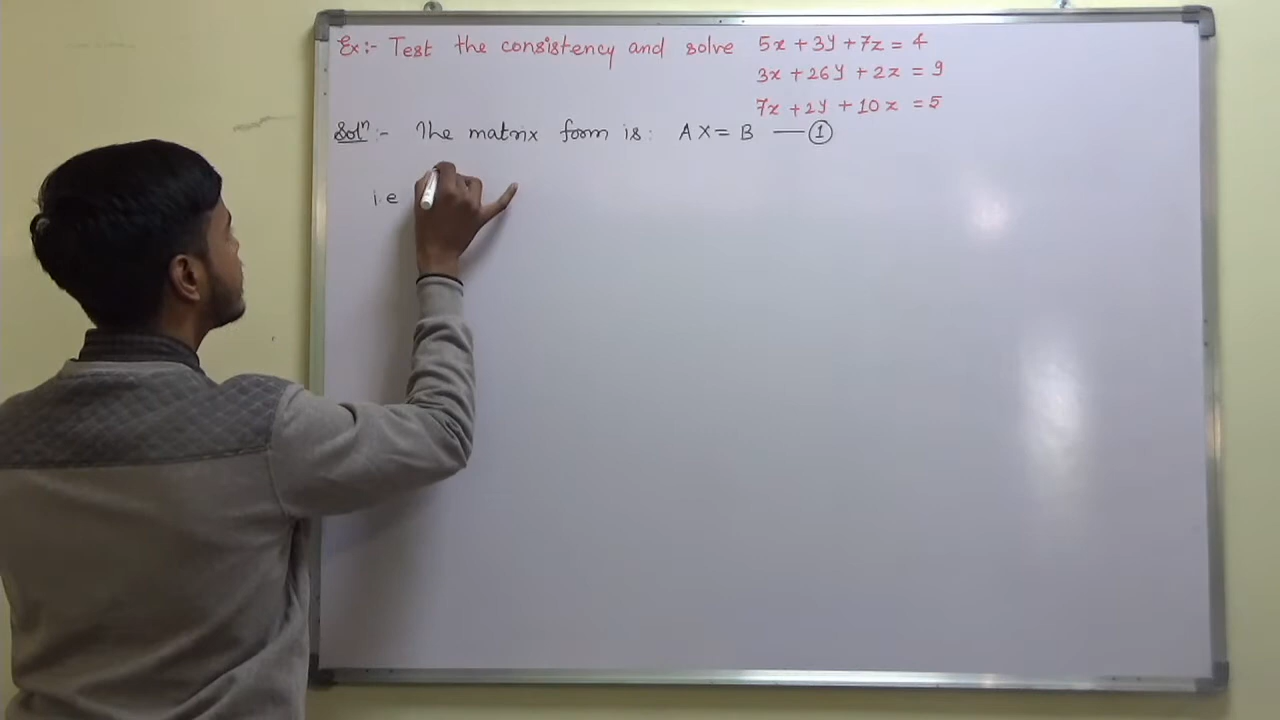 Ex:- Test the consistency and solve 5x + 3y + 7z = 4
3x + 26y + 2z = 9
7x + 2y + 10z = 5
Solⁿ :- The matrix form is: AX = B —①
i.e